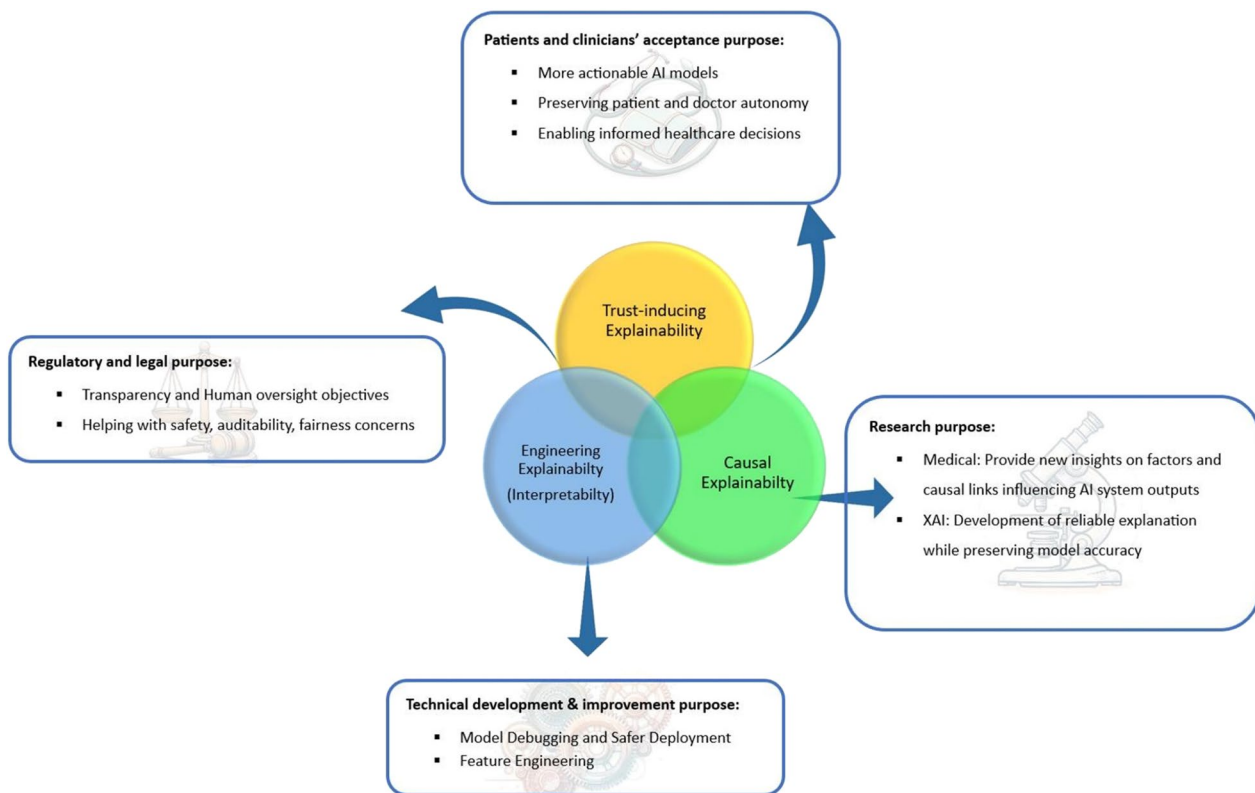 Patients and clinicians’ acceptance purpose:
▪ More actionable AI models
▪ Preserving patient and doctor autonomy
▪ Enabling informed healthcare decisions
Trust-inducing
Explainability
Regulatory and legal purpose:
▪ Transparency and Human oversight objectives
▪ Helping with safety, auditability, fairness concerns
Engineering
Explainabilty
(Interpretabilty)
Causal
Explainabilty
Research purpose:
▪ Medical: Provide new insights on factors and
causal links influencing AI system outputs
▪ XAI: Development of reliable explanation
while preserving model accuracy
Technical development & improvement purpose:
▪ Model Debugging and Safer Deployment
▪ Feature Engineering